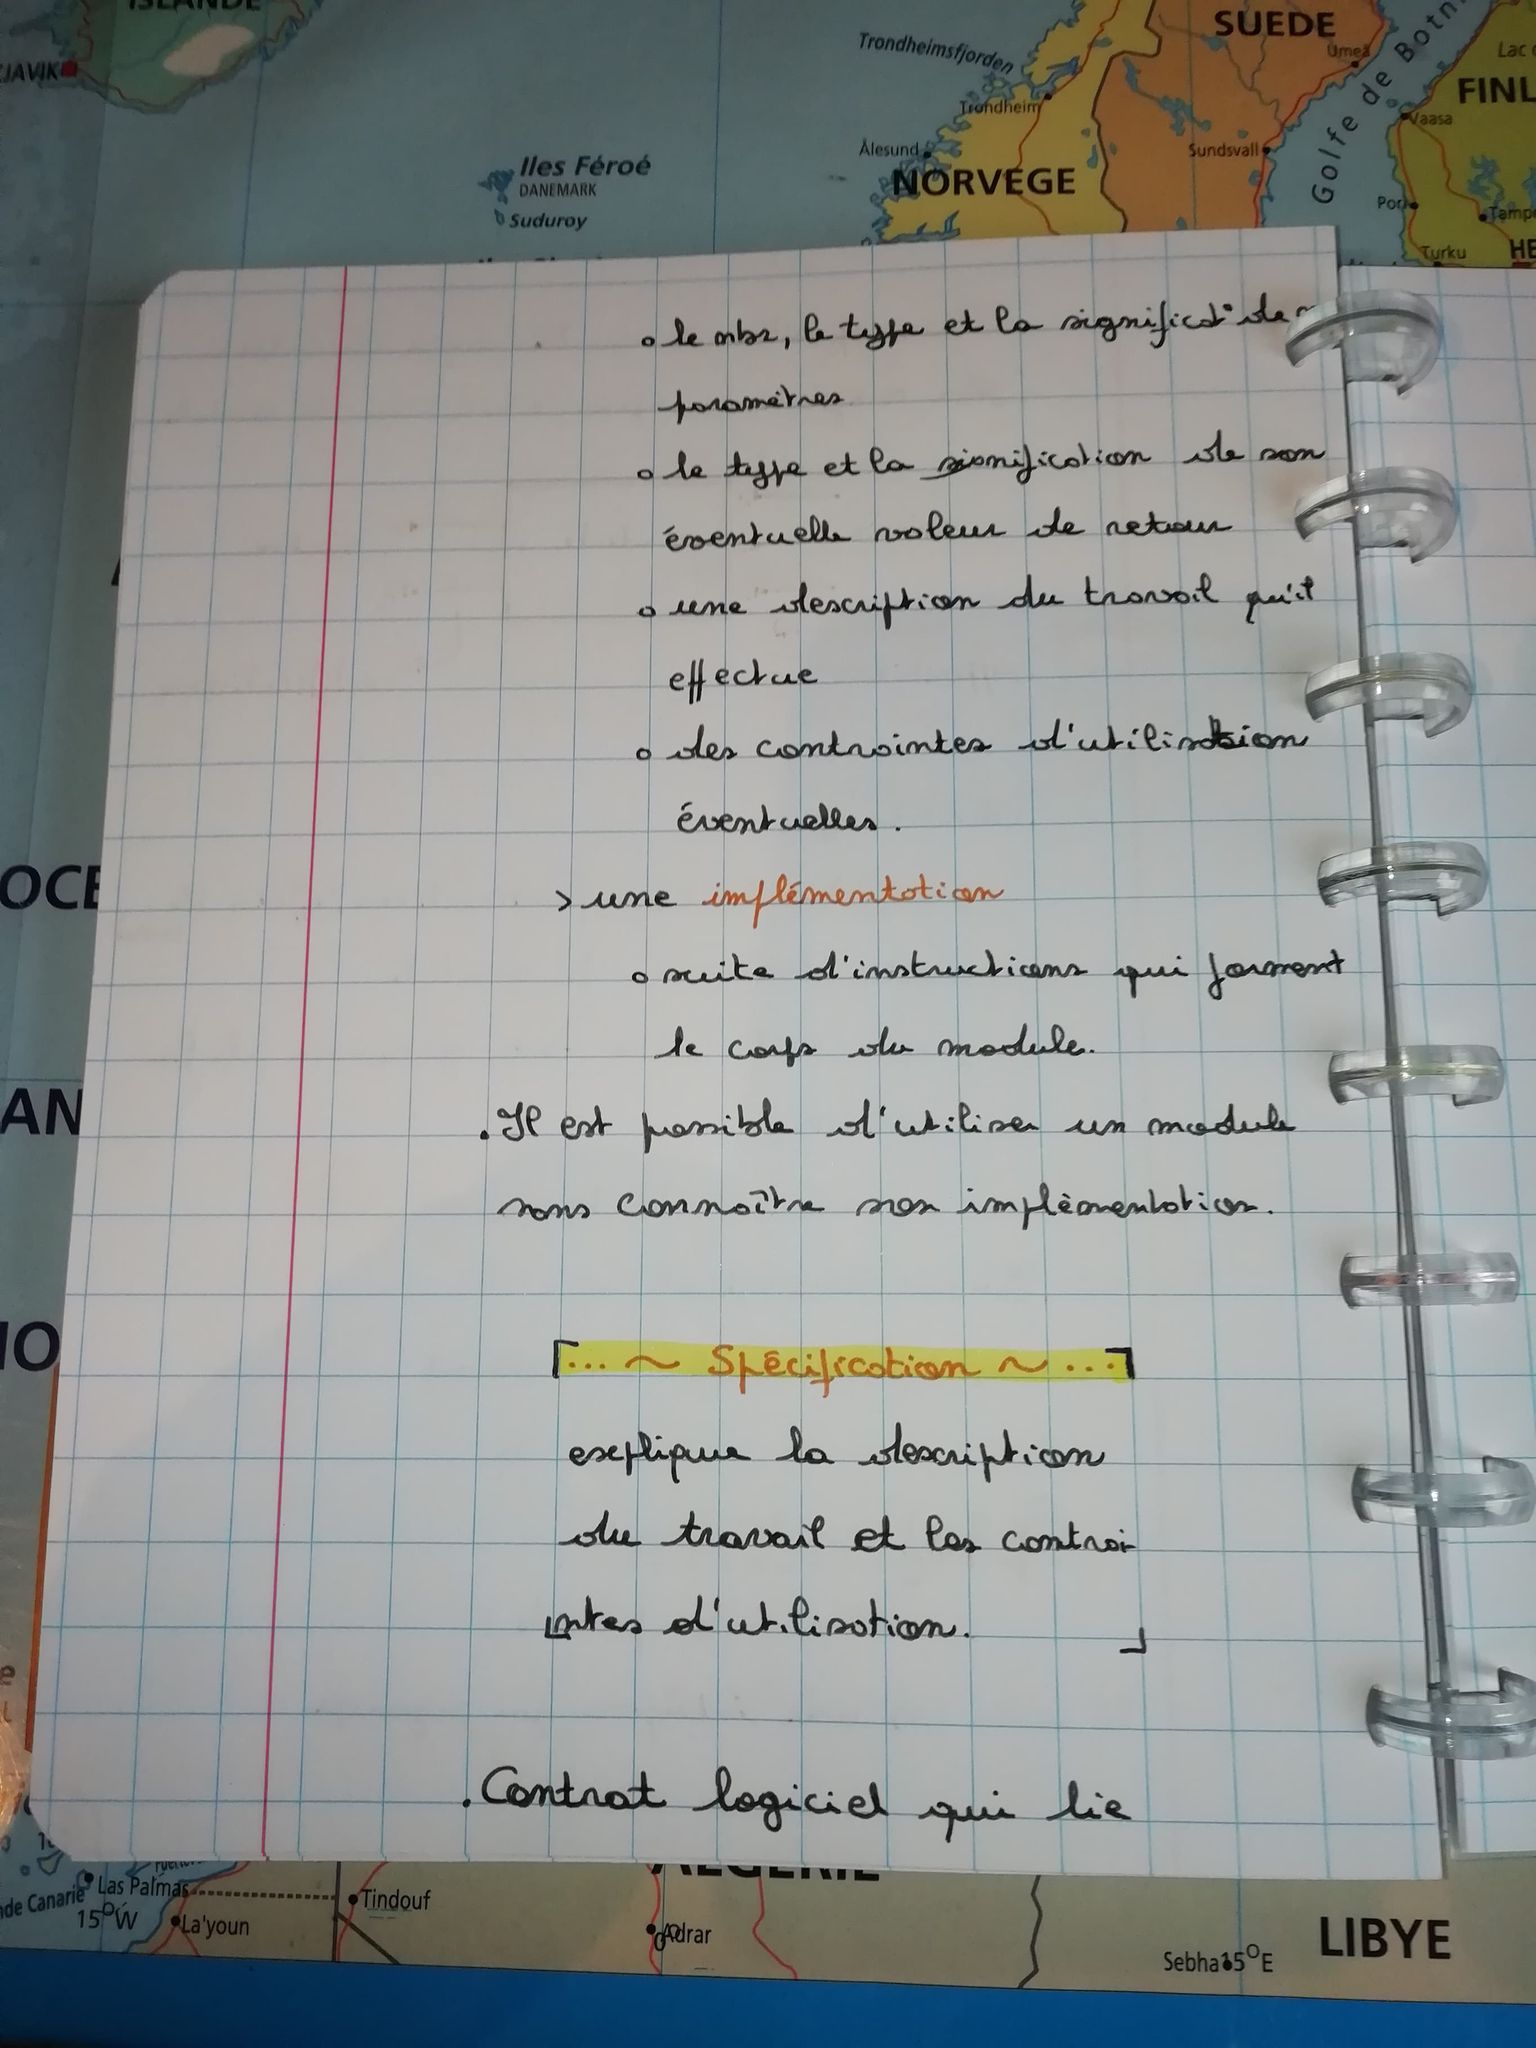 ISLANDE
JAVIK
Trondheimsfjorden
SUEDE
Umeå
Golfe de Botn
Lac
FINL
Trondheim
Vaasa
Ålesund
Sundsvall
Iles Féroé
DANEMARK
NORVEGE
Suduroy
Pori
Tamp
Turku
HE
o le nbr, le type et la significat° de
paramètres
o le type et la signification de son
éventuelle valeur de retour
o une description du travail qu'il
effectue
o des contraintes d'utilisation
éventuelles.
OCE
> une implémentation
o suite d'instructions qui forment
le corps du module.
AN
. Il est possible d'utiliser un module
sans connaître son implémentation.
... ~ Spécification ~ ...
explique la description
du travail et les contrai
ntes d'utilisation.
. Contrat logiciel qui lie
ALGERIE
de Canarie
Las Palmas
15°W
La'youn
Tindouf
Adrar
Sebha
15°E
LIBYE